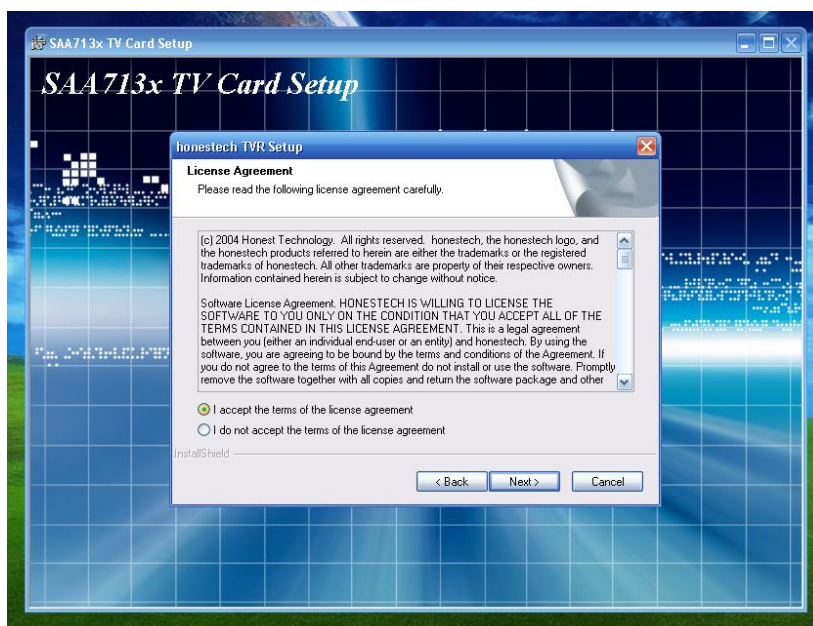 SAA713x TV Card Setup
SAA713x TV Card Setup
honestech TVR Setup
License Agreement
Please read the following license agreement carefully.
(c) 2004 Honest Technology. All rights reserved. honestech, the honestech logo, and
the honestech products referred to herein are either the trademarks or the registered
trademarks of honestech. All other trademarks are property of their respective owners.
Information contained herein is subject to change without notice.
Software License Agreement. HONESTECH IS WILLING TO LICENSE THE
SOFTWARE TO YOU ONLY ON THE CONDITION THAT YOU ACCEPT ALL OF THE
TERMS CONTAINED IN THIS LICENSE AGREEMENT. This is a legal agreement
between you (either an individual end-user or an entity) and honestech. By using the
software, you are agreeing to be bound by the terms and conditions of the Agreement. If
you do not agree to the terms of this Agreement do not install or use the software. Promptly
remove the software together with all copies and return the software package and other
I accept the terms of the license agreement
I do not accept the terms of the license agreement
InstallShield
< Back Next > Cancel